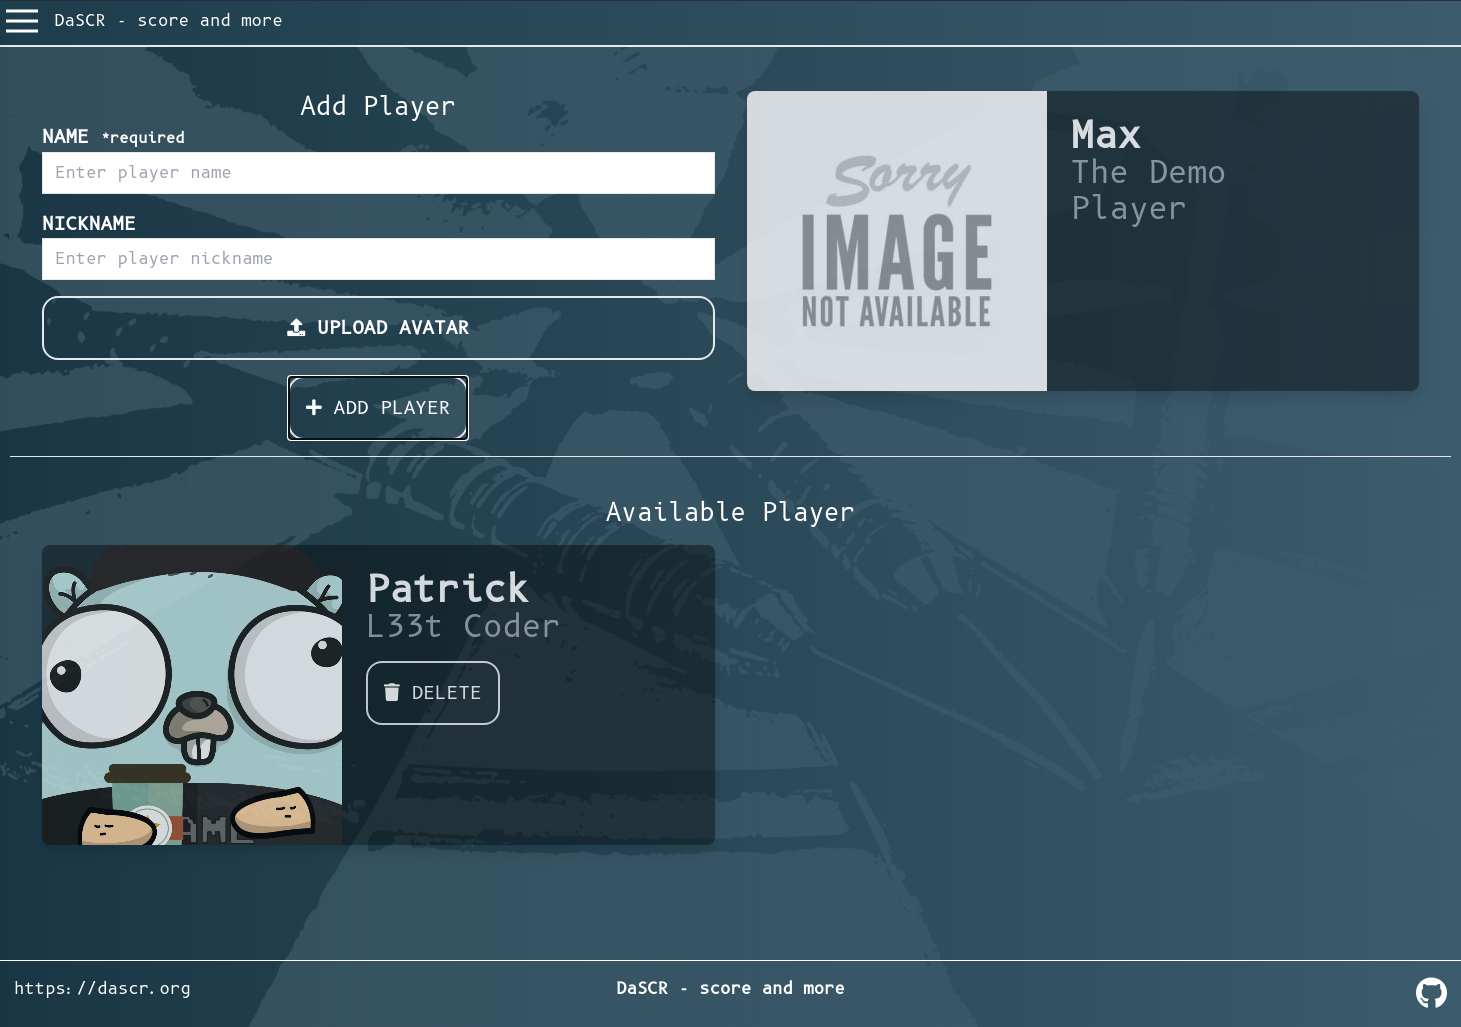 DaSCR - score and more
Add Player
NAME *required
Enter player name
NICKNAME
Enter player nickname
UPLOAD AVATAR
ADD PLAYER
Sorry
IMAGE
NOT AVAILABLE
Max
The Demo
Player
Available Player
Patrick
L33t Coder
DELETE
https://dascr.org
DaSCR - score and more